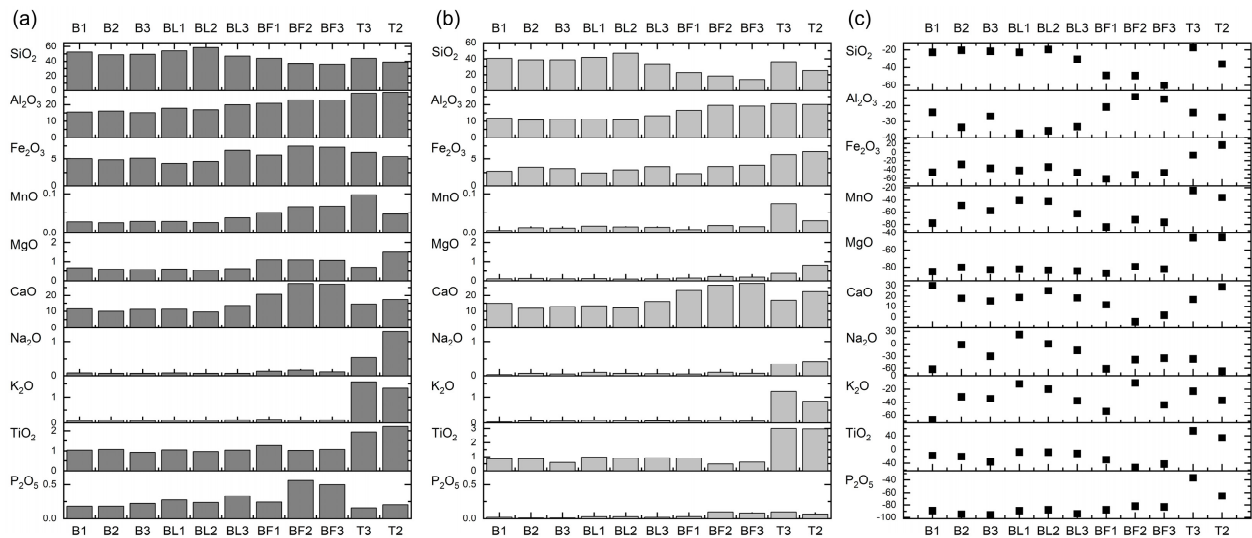 (a) B1 B2 B3 BL1 BL2 BL3 BF1 BF2 BF3 T3 T2
SiO2 60 40 20 0
Al2O3 20 10 0
Fe2O3 5 0
MnO 0.1 0.0
MgO 2 1 0
CaO 20 10 0
Na2O 1 0
K2O 1 0
TiO2 2 1 0
P2O5 0.5 0.0
B1 B2 B3 BL1 BL2 BL3 BF1 BF2 BF3 T3 T2
(b) B1 B2 B3 BL1 BL2 BL3 BF1 BF2 BF3 T3 T2
SiO2 60 40 20 0
Al2O3 20 10 0
Fe2O3 5 0
MnO 0.1 0.0
MgO 2 1 0
CaO 20 10 0
Na2O 1 0
K2O 1 0
TiO2 2 1 0
P2O5 0.5 0.0
B1 B2 B3 BL1 BL2 BL3 BF1 BF2 BF3 T3 T2
(c) B1 B2 B3 BL1 BL2 BL3 BF1 BF2 BF3 T3 T2
SiO2 -20 -40 -60
Al2O3 -20 -30 -40
Fe2O3 20 0 -20 -40 -60
MnO -20 -40 -60 -80
MgO -40 -60 -80
CaO 30 20 10 0
Na2O 30 0 -30 -60
K2O -20 -40 -60
TiO2 40 0 -40
P2O5 -40 -60 -80 -100
B1 B2 B3 BL1 BL2 BL3 BF1 BF2 BF3 T3 T2